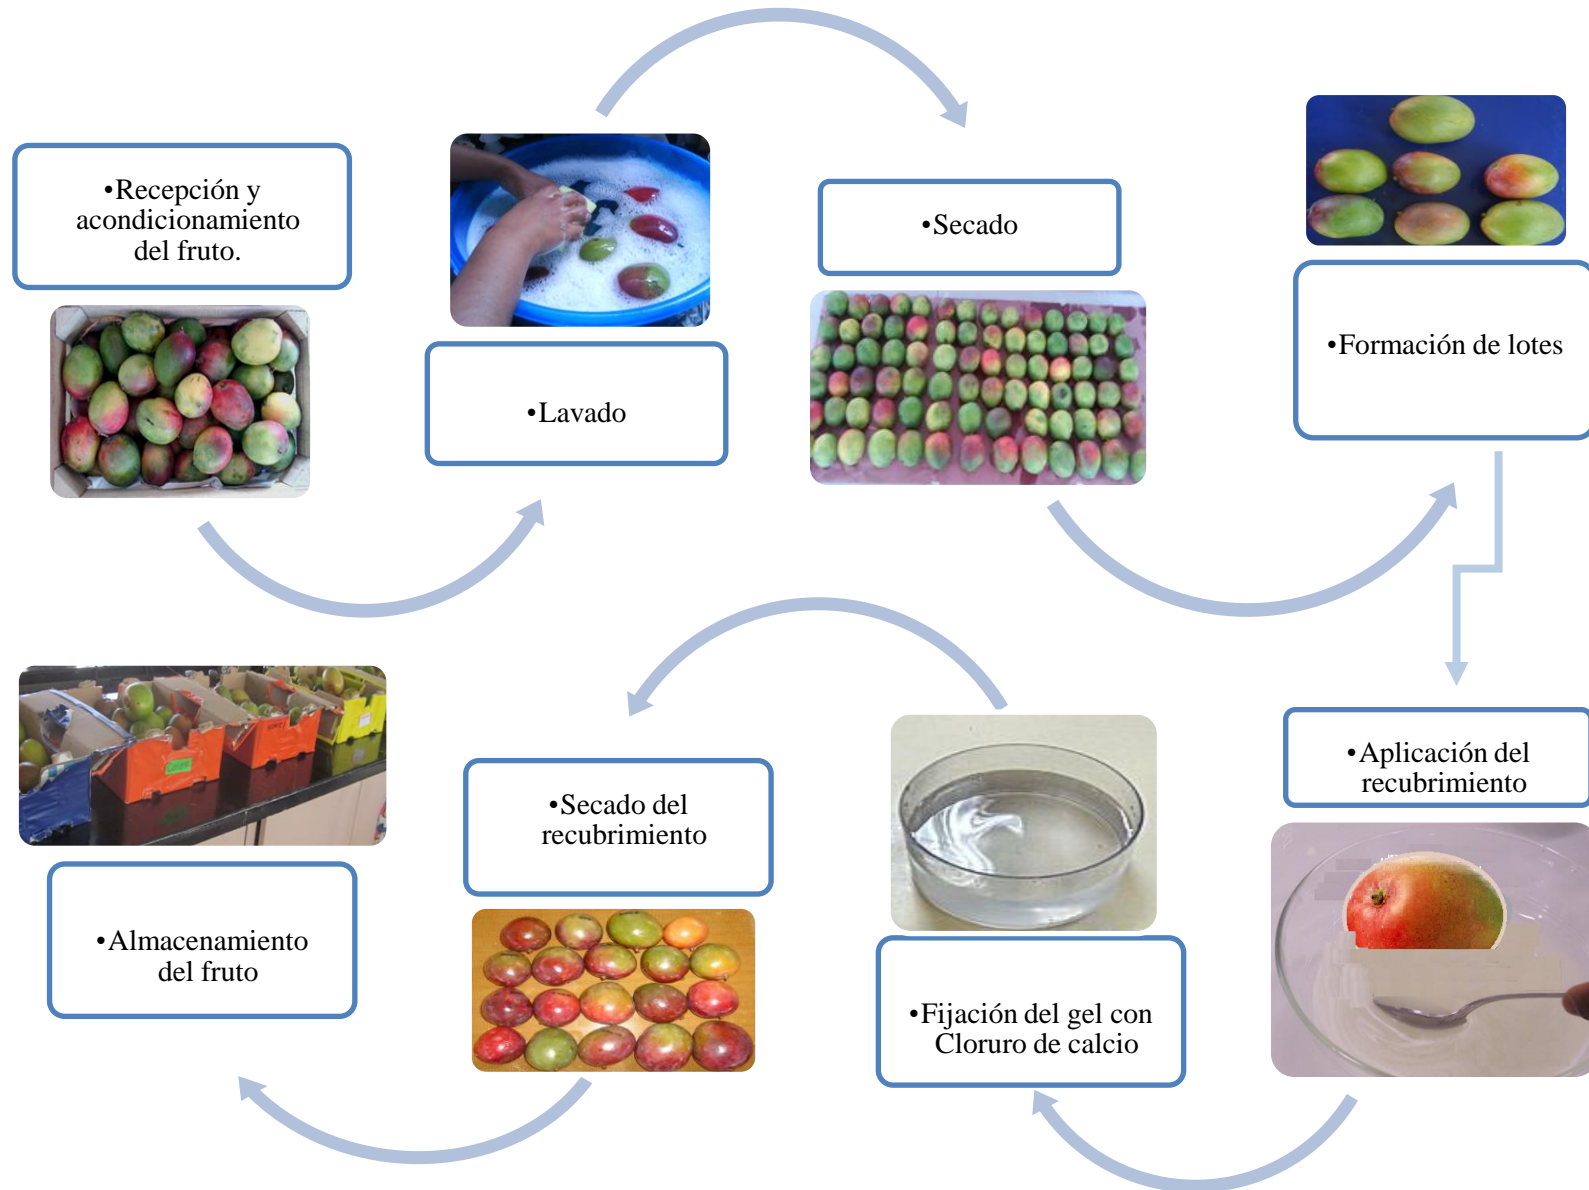 •Recepción y
acondicionamiento
del fruto.
•Lavado
•Secado
•Formación de lotes
•Aplicación del
recubrimiento
•Fijación del gel con
Cloruro de calcio
•Secado del
recubrimiento
•Almacenamiento
del fruto